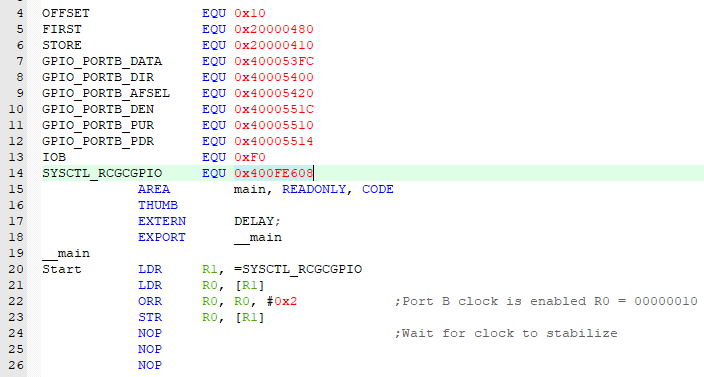 4 OFFSET EQU 0x10
5 FIRST EQU 0x20000480
6 STORE EQU 0x20000410
7 GPIO_PORTB_DATA EQU 0x400053FC
8 GPIO_PORTB_DIR EQU 0x40005400
9 GPIO_PORTB_AFSEL EQU 0x40005420
10 GPIO_PORTB_DEN EQU 0x4000551C
11 GPIO_PORTB_PUR EQU 0x40005510
12 GPIO_PORTB_PDR EQU 0x40005514
13 IOB EQU 0xF0
14 SYSCTL_RCGCGPIO EQU 0x400FE608
15 AREA main, READONLY, CODE
16 THUMB
17 EXTERN DELAY;
18 EXPORT __main
19 __main
20 Start LDR R1, =SYSCTL_RCGCGPIO
21 LDR R0, [R1]
22 ORR R0, R0, #0x2 ;Port B clock is enabled R0 = 00000010
23 STR R0, [R1]
24 NOP ;Wait for clock to stabilize
25 NOP
26 NOP